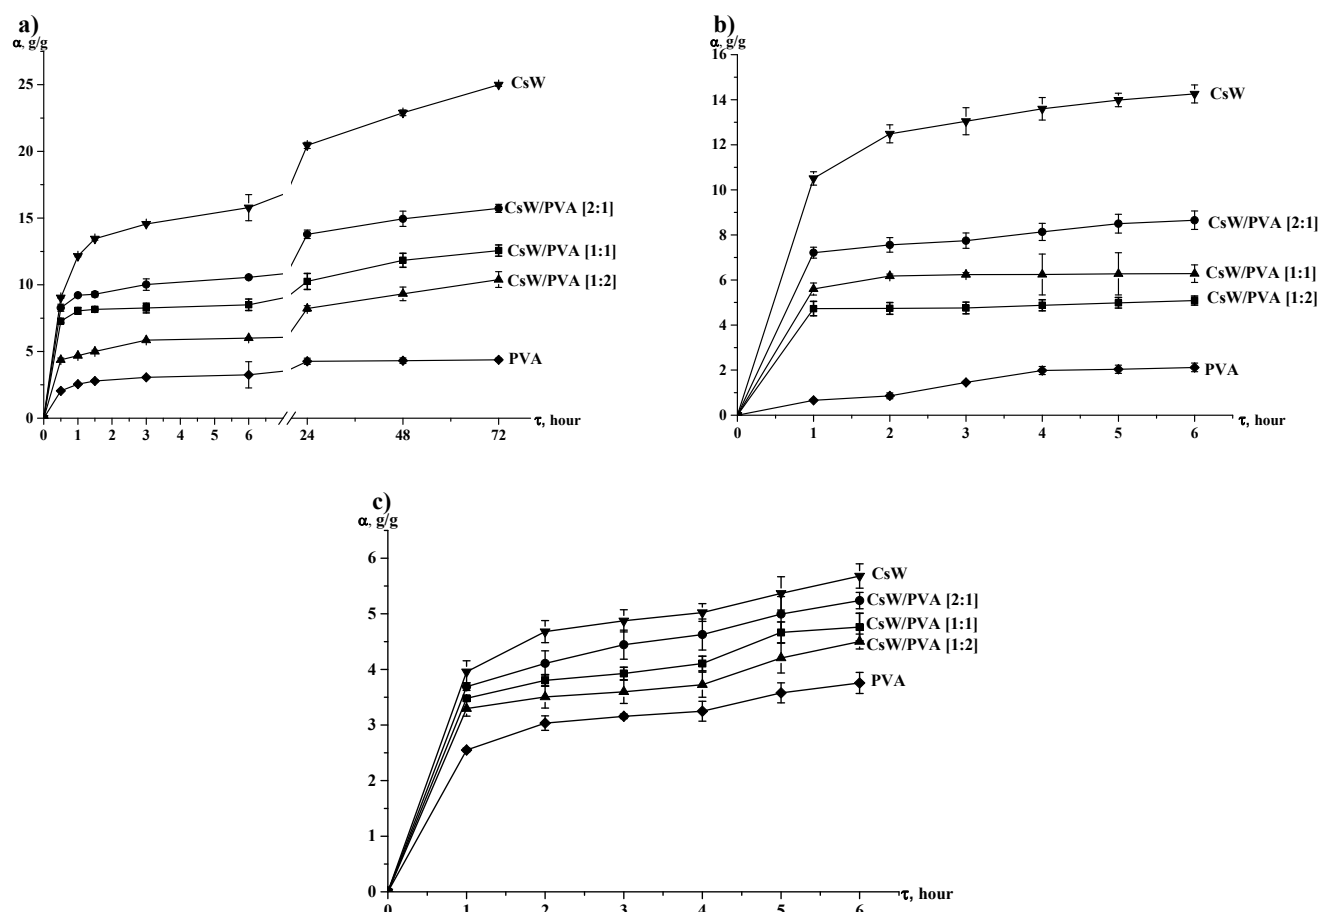 a)
α, g/g
25
20
15
10
5
0
0 1 2 3 4 5 6 24 48 72
τ, hour
CsW
CsW/PVA [2:1]
CsW/PVA [1:1]
CsW/PVA [1:2]
PVA
b)
α, g/g
16
14
12
10
8
6
4
2
0
0 1 2 3 4 5 6
τ, hour
CsW
CsW/PVA [2:1]
CsW/PVA [1:1]
CsW/PVA [1:2]
PVA
c)
α, g/g
6
5
4
3
2
1
0
0 1 2 3 4 5 6
τ, hour
CsW
CsW/PVA [2:1]
CsW/PVA [1:1]
CsW/PVA [1:2]
PVA